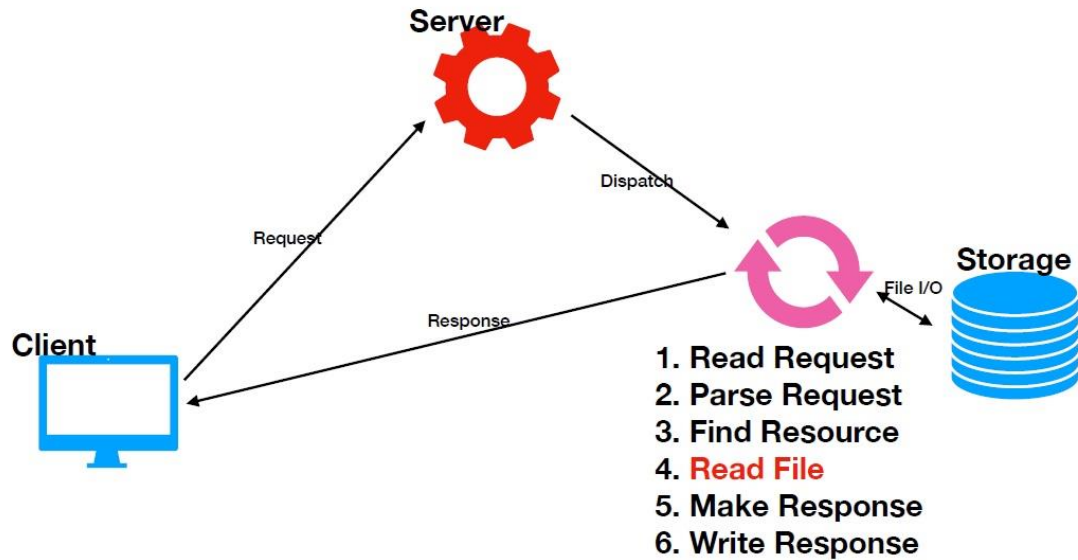 Server
Dispatch
Request
Storage
File I/O
Response
Client
1. Read Request
2. Parse Request
3. Find Resource
4. Read File
5. Make Response
6. Write Response